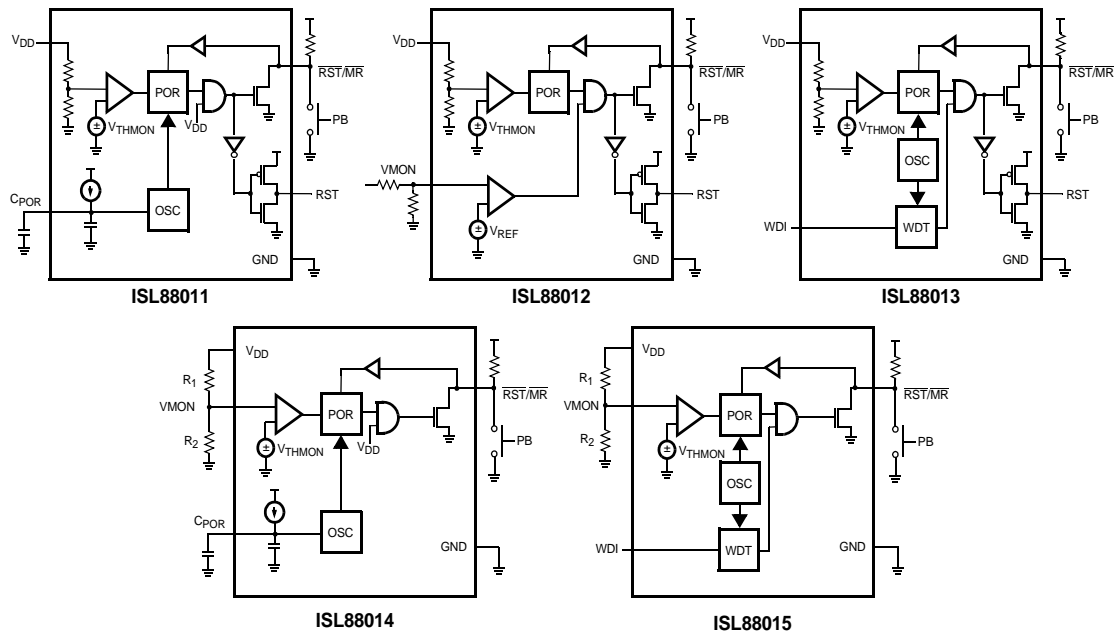 VDD
POR
VTHMON
VDD
RST/MR
PB
RST
CPOR
OSC
GND
ISL88011
VDD
POR
VTHMON
RST/MR
PB
VMON
RST
VREF
GND
ISL88012
VDD
POR
VTHMON
RST/MR
PB
OSC
RST
WDI
WDT
GND
ISL88013
VDD
R1
VMON
POR
RST/MR
R2
VTHMON
VDD
PB
CPOR
OSC
GND
ISL88014
VDD
R1
VMON
POR
RST/MR
R2
VTHMON
PB
OSC
WDI
WDT
GND
ISL88015